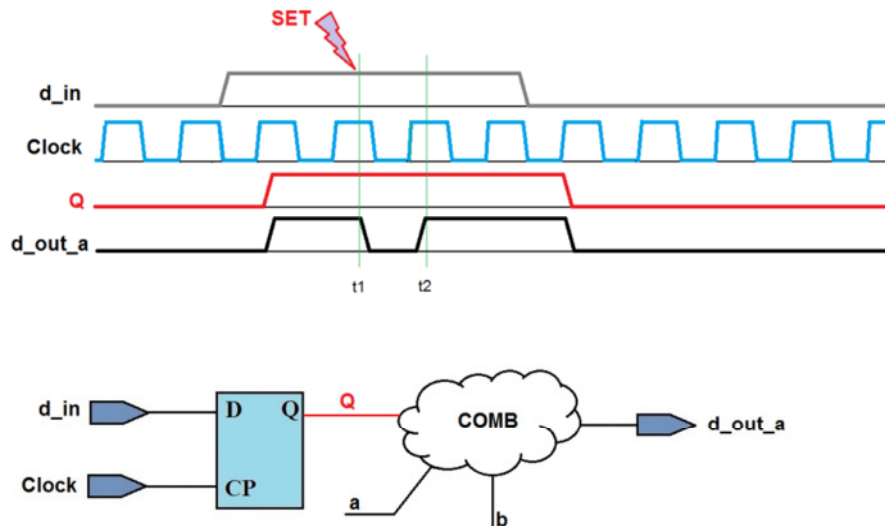 SET
d_in
Clock
Q
d_out_a
t1 t2
d_in D Q Q COMB d_out_a
Clock CP a b